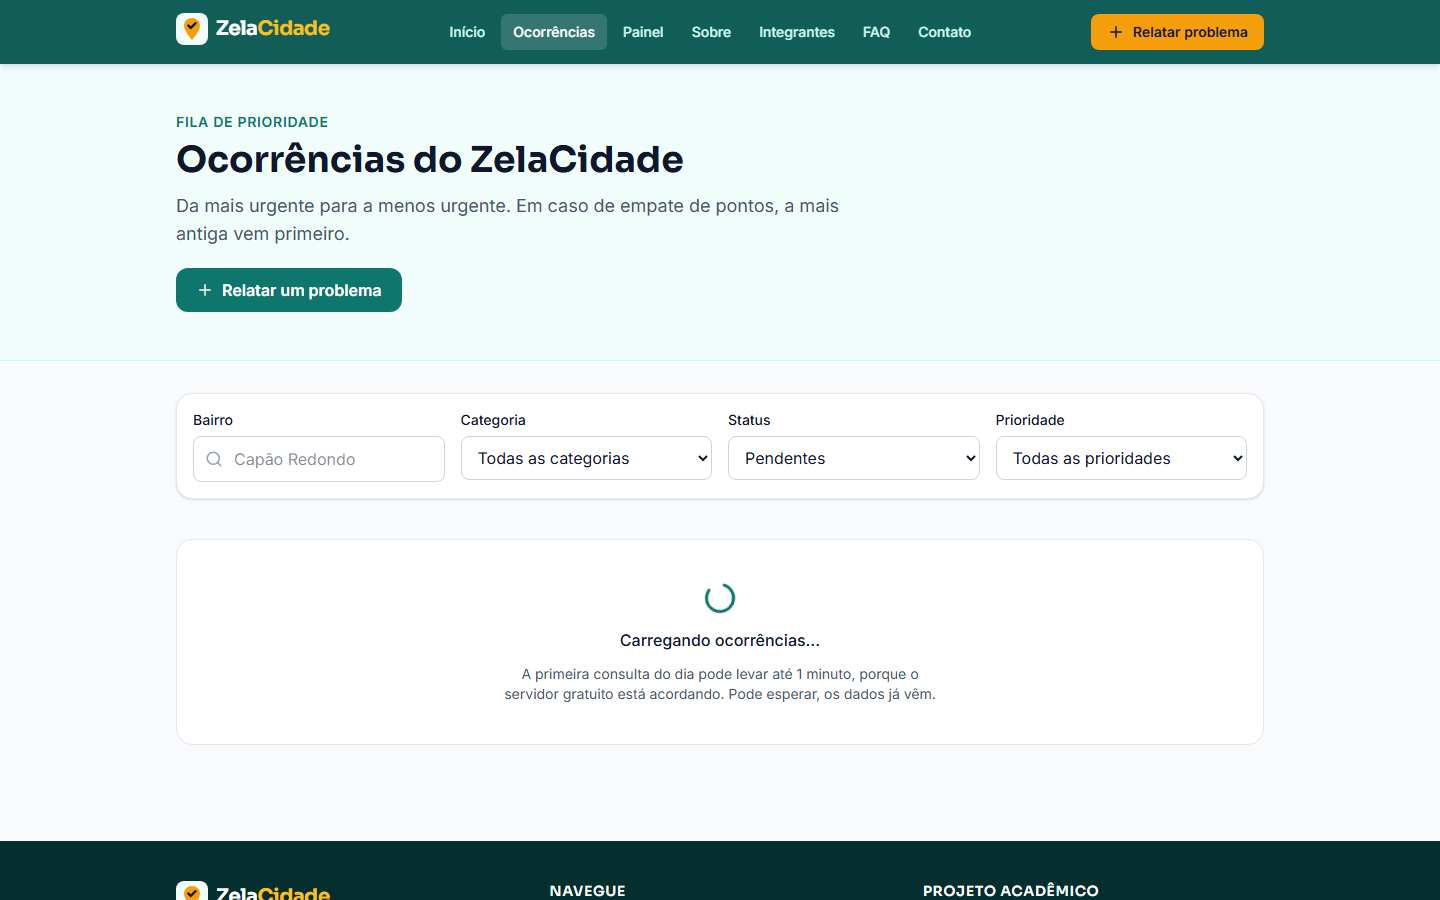 ZelaCidade
Início
Ocorrências
Painel
Sobre
Integrantes
FAQ
Contato
Relatar problema
FILA DE PRIORIDADE
Ocorrências do ZelaCidade
Da mais urgente para a menos urgente. Em caso de empate de pontos, a mais
antiga vem primeiro.
Relatar um problema
Bairro
Categoria
Status
Prioridade
Capão Redondo
Todas as categorias
Pendentes
Todas as prioridades
Carregando ocorrências...
A primeira consulta do dia pode levar até 1 minuto, porque o
servidor gratuito está acordando. Pode esperar, os dados já vêm.
ZelaCidade
NAVEGUE
PROJETO ACADÊMICO